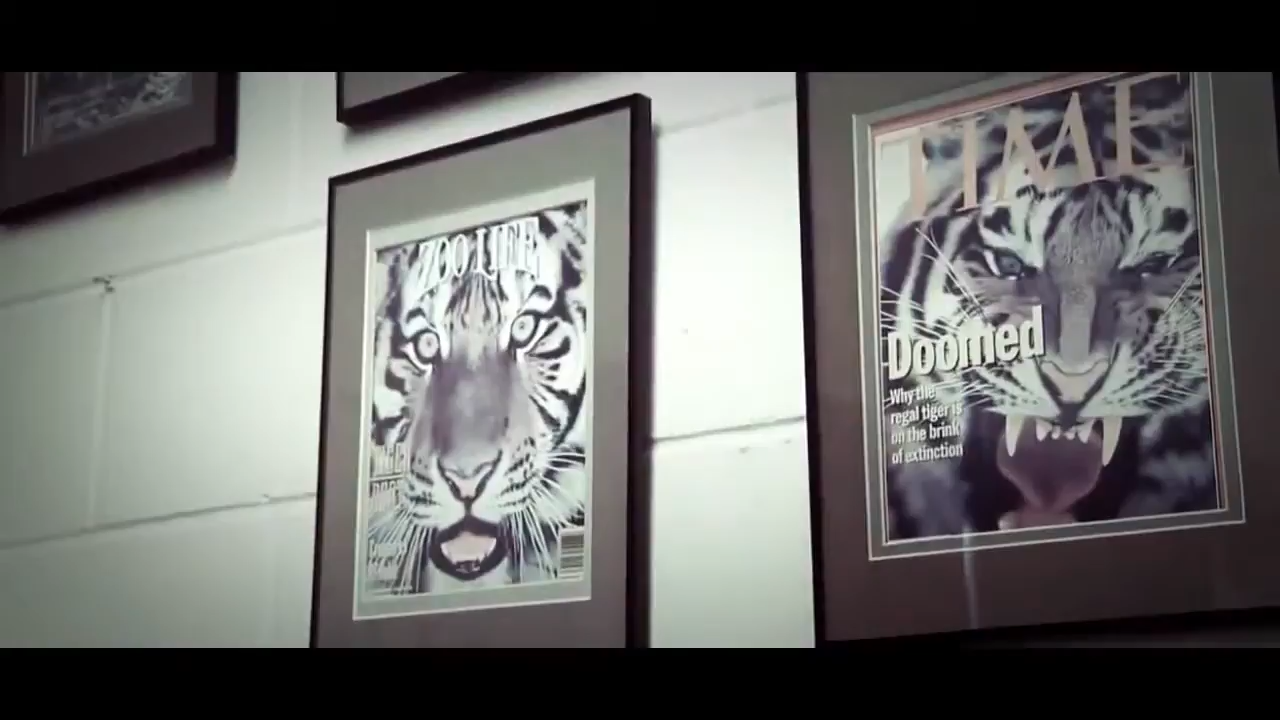 ZOO LIFE
TIME
Doomed
Why the
regal tiger is
on the brink
of extinction